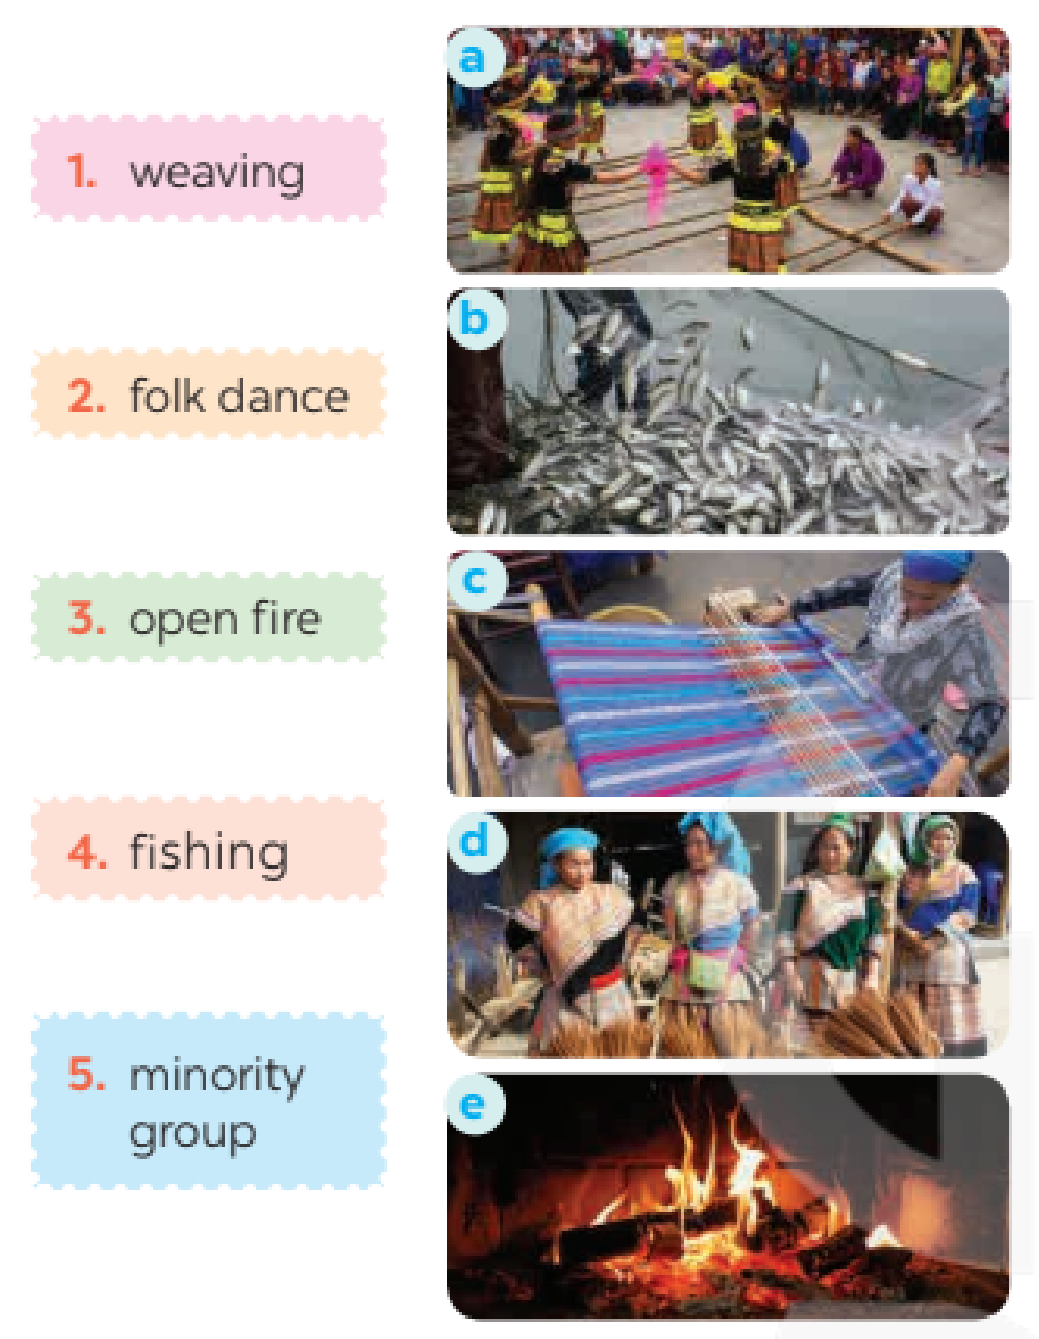 a
1. weaving
b
2. folk dance
c
3. open fire
d
4. fishing
5. minority
group
e